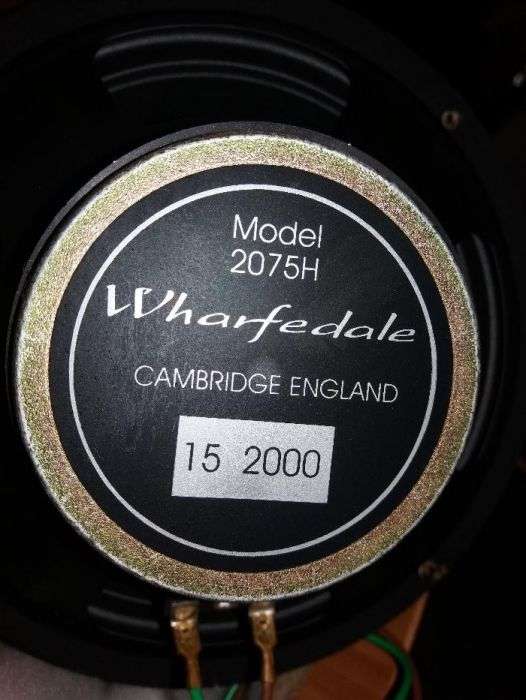 Model
2075H
Wharfedale
CAMBRIDGE ENGLAND
15 2000